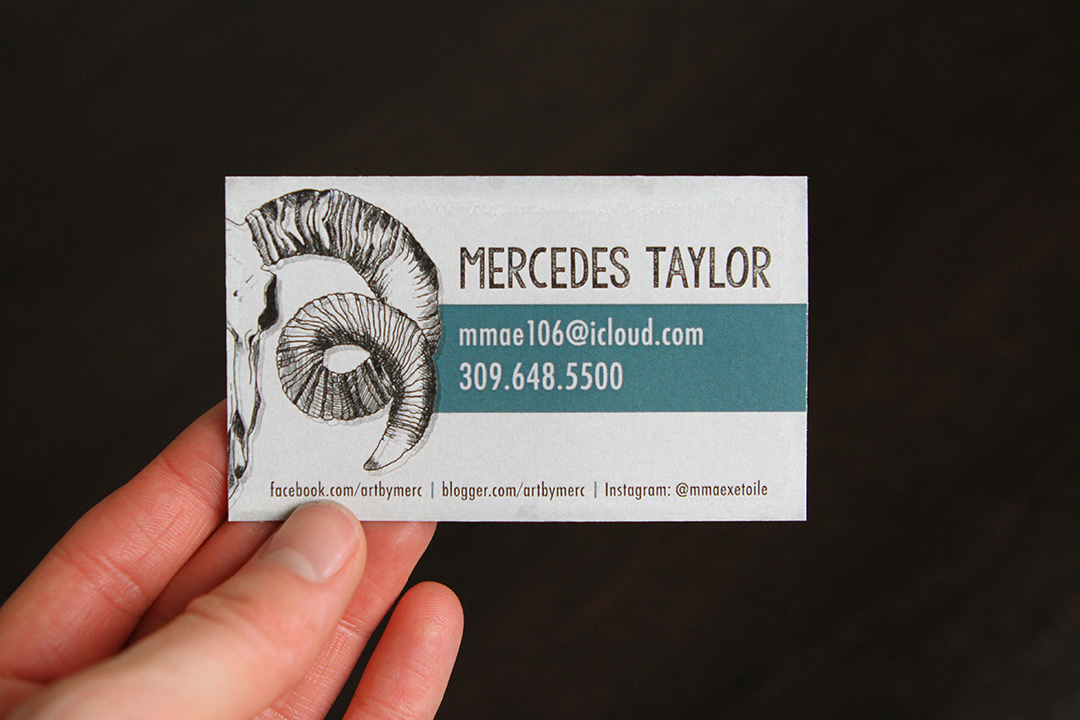 MERCEDES TAYLOR
mmae106@icloud.com
309.648.5500
facebook.com/artbymerc | blogger.com/artbymerc | Instagram: @mmaexetoile